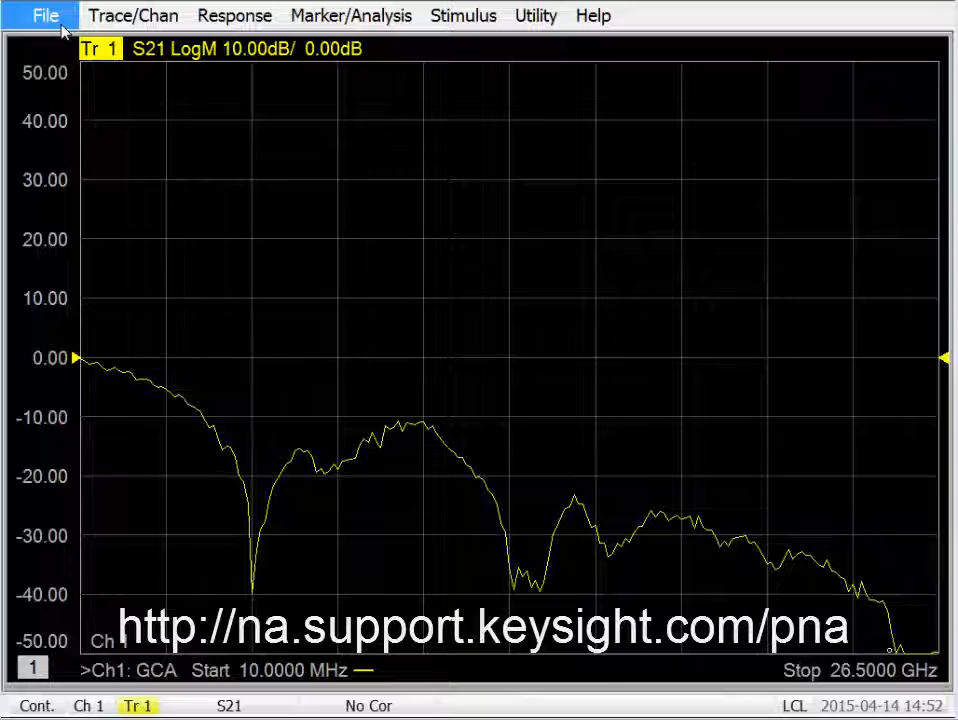 File Trace/Chan Response Marker/Analysis Stimulus Utility Help
Tr 1 S21 LogM 10.00dB/ 0.00dB
50.00
40.00
30.00
20.00
10.00
0.00
-10.00
-20.00
-30.00
-40.00
-50.00
Ch 1
http://na.support.keysight.com/pna
1 >Ch1: GCA Start 10.0000 MHz Stop 26.5000 GHz
Cont. Ch 1 Tr 1 S21 No Cor LCL 2015-04-14 14:52